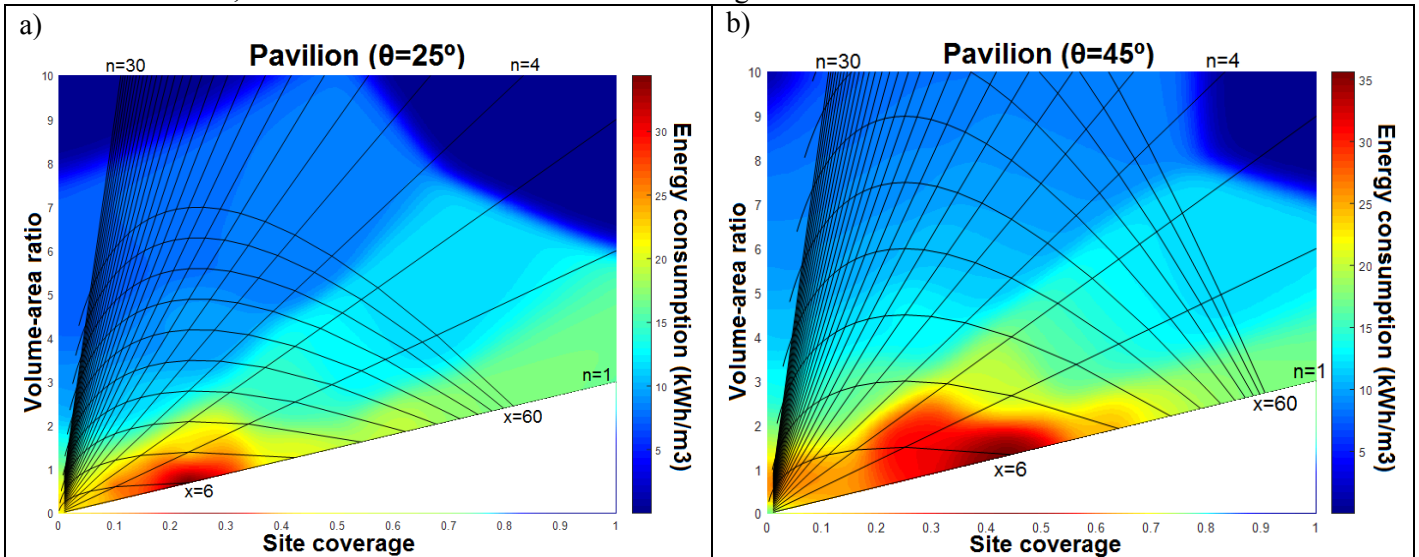 a)
Pavilion (θ=25º)
n=30
n=4
10
9
8
7
6
5
4
3
2
1
0
Volume-area ratio
n=1
x=60
x=6
0 0.1 0.2 0.3 0.4 0.5 0.6 0.7 0.8 0.9 1
Site coverage
30
25
20
15
10
5
Energy consumption (kWh/m3)
b)
Pavilion (θ=45º)
n=30
n=4
10
9
8
7
6
5
4
3
2
1
0
Volume-area ratio
n=1
x=60
x=6
0 0.1 0.2 0.3 0.4 0.5 0.6 0.7 0.8 0.9 1
Site coverage
35
30
25
20
15
10
5
Energy consumption (kWh/m3)